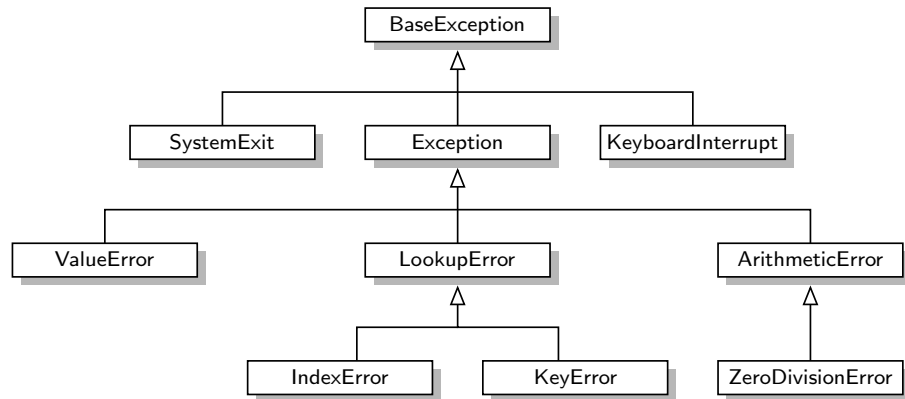 BaseException
SystemExit
Exception
KeyboardInterrupt
ValueError
LookupError
ArithmeticError
IndexError
KeyError
ZeroDivisionError